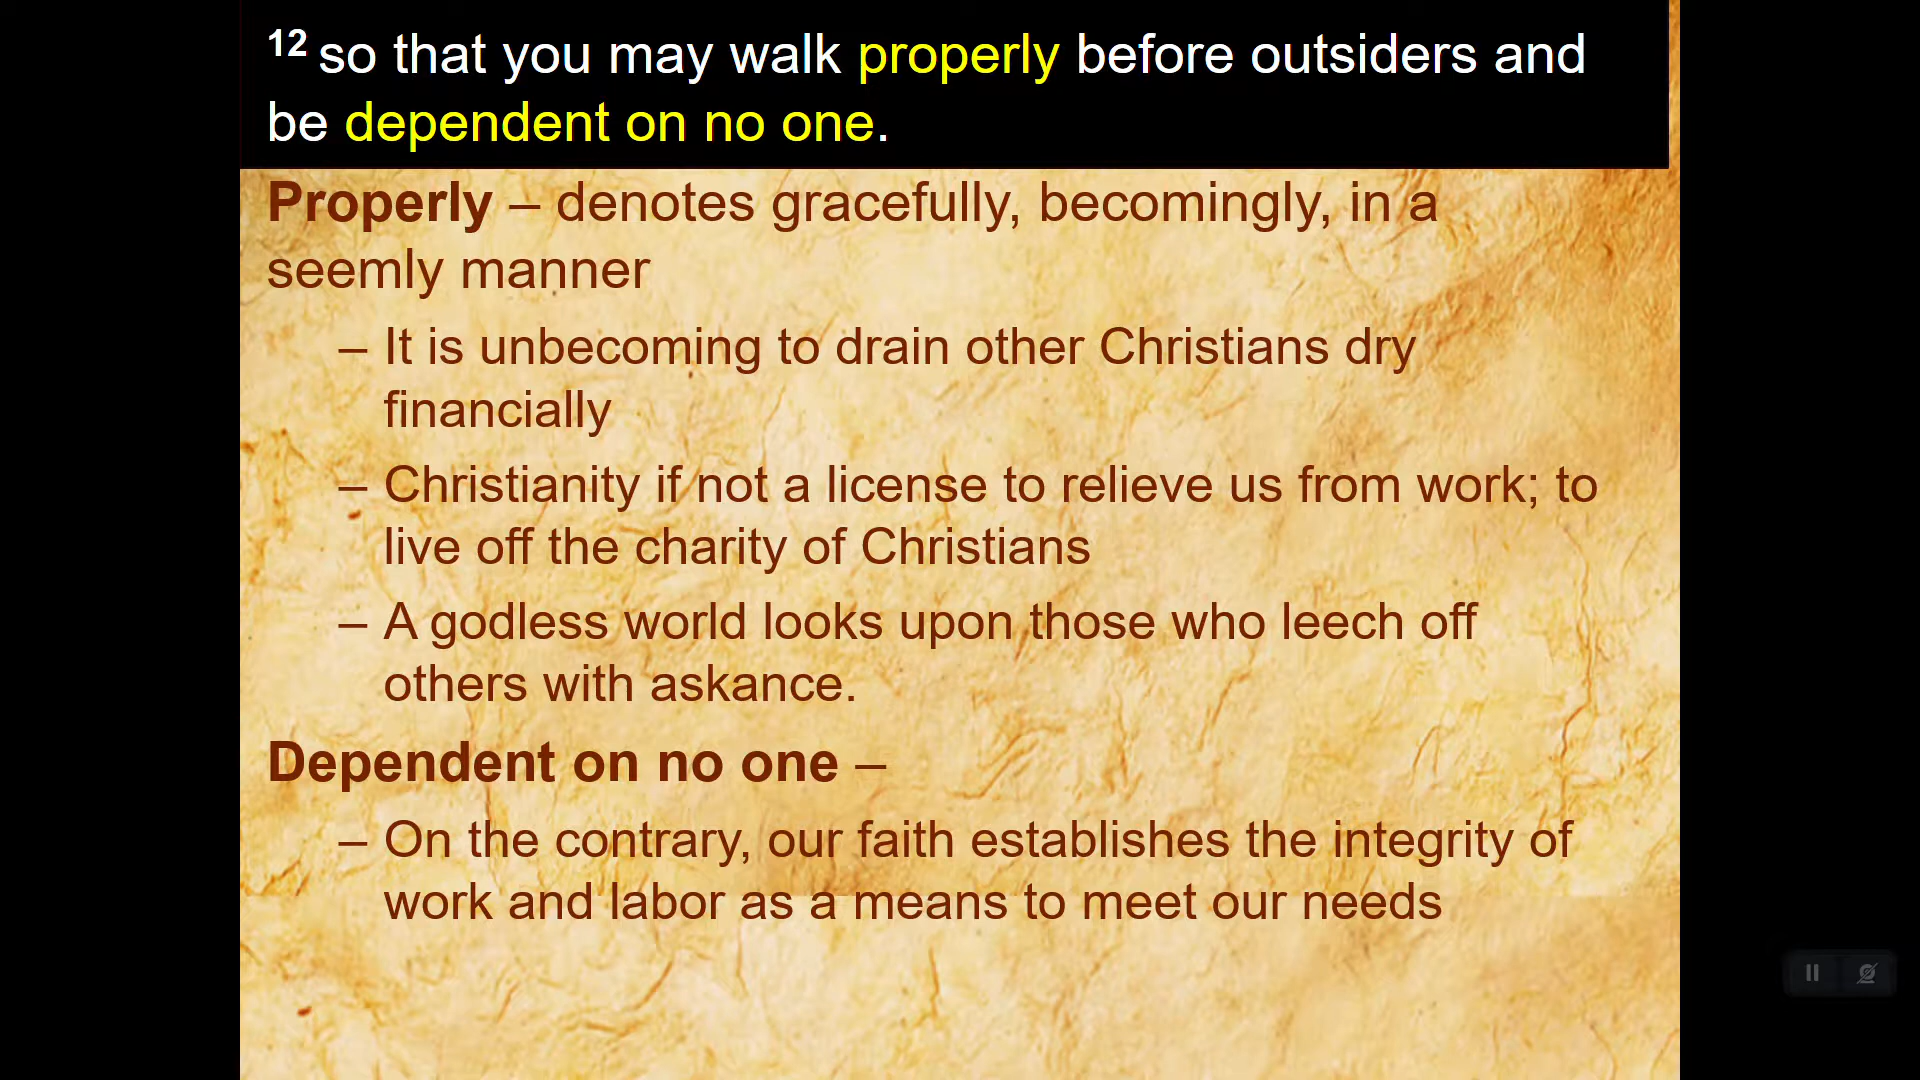 12 so that you may walk properly before outsiders and
be dependent on no one.
Properly – denotes gracefully, becomingly, in a
seemly manner
– It is unbecoming to drain other Christians dry
financially
– Christianity if not a license to relieve us from work; to
live off the charity of Christians
– A godless world looks upon those who leech off
others with askance.
Dependent on no one –
– On the contrary, our faith establishes the integrity of
work and labor as a means to meet our needs